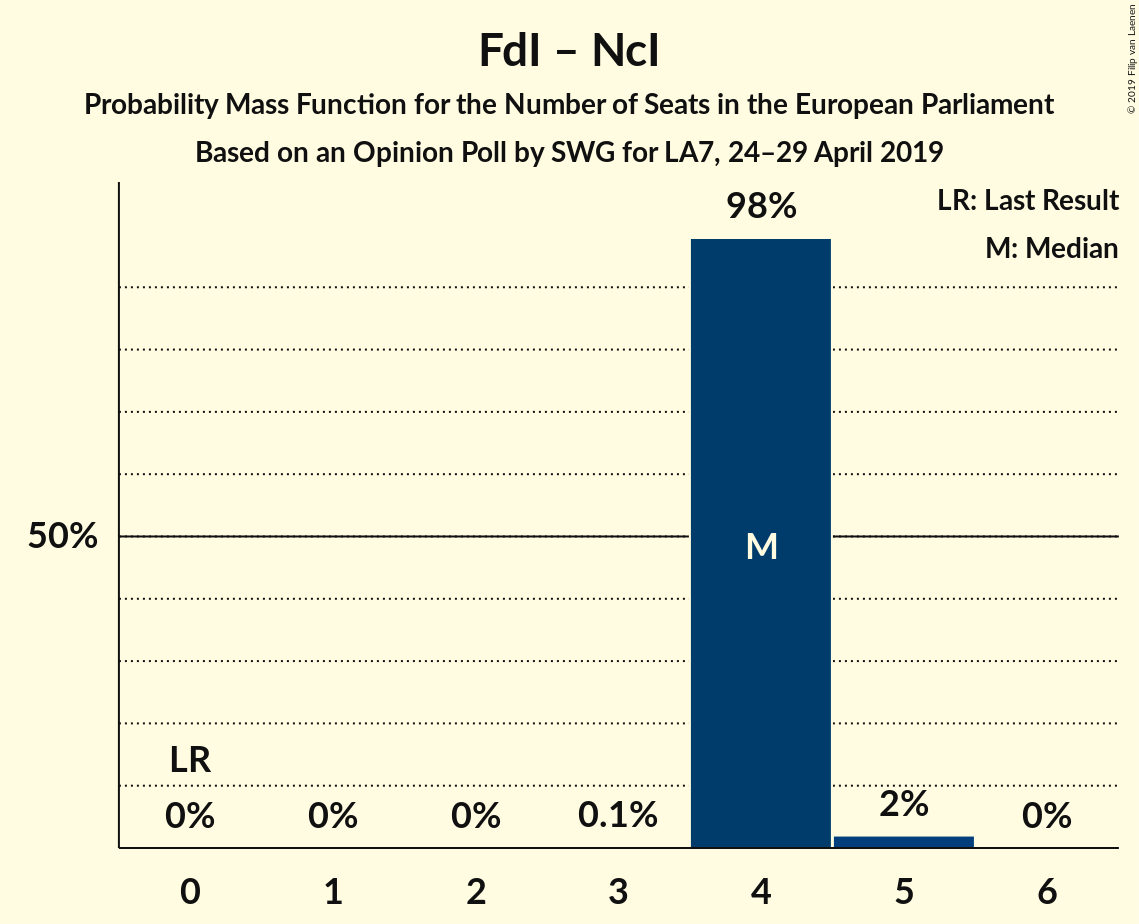 FdI – NcI
Probability Mass Function for the Number of Seats in the European Parliament
Based on an Opinion Poll by SWG for LA7, 24–29 April 2019
© 2019 Filip van Laenen
LR: Last Result
M: Median
98%
50%
M
LR
0%
0%
0%
0.1%
2%
0%
0
1
2
3
4
5
6